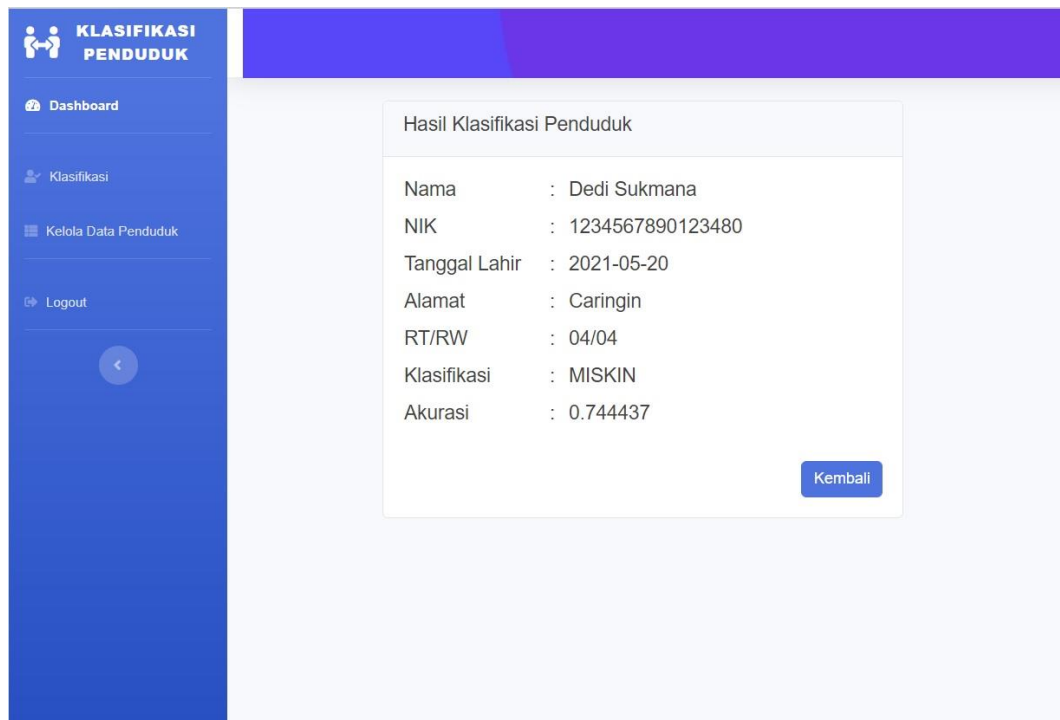 KLASIFIKASI
PENDUDUK
Dashboard
Klasifikasi
Kelola Data Penduduk
Logout
Hasil Klasifikasi Penduduk
Nama : Dedi Sukmana
NIK : 1234567890123480
Tanggal Lahir : 2021-05-20
Alamat : Caringin
RT/RW : 04/04
Klasifikasi : MISKIN
Akurasi : 0.744437
Kembali